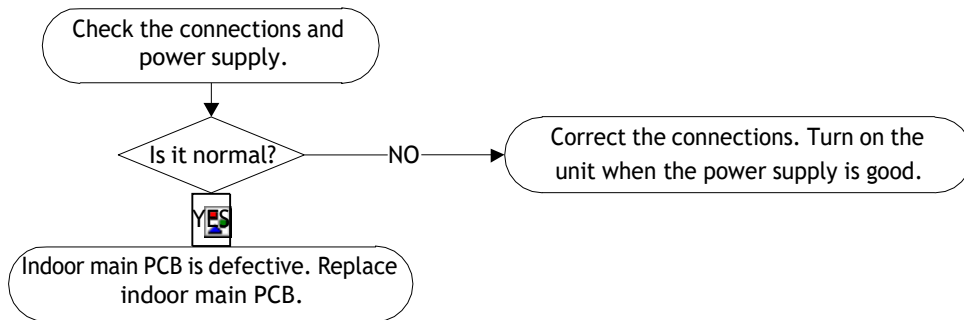 Check the connections and
power supply.
Is it normal?
NO
Correct the connections. Turn on the
unit when the power supply is good.
YES
Indoor main PCB is defective. Replace
indoor main PCB.